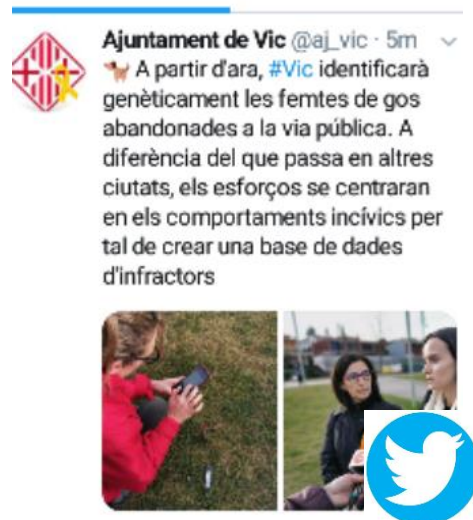 Ajuntament de Vic @aj_vic · 5m
A partir d'ara, #Vic identificarà
genèticament les femtes de gos
abandonades a la via pública. A
diferència del que passa en altres
ciutats, els esforços se centraran
en els comportaments incívics per
tal de crear una base de dades
d'infractors